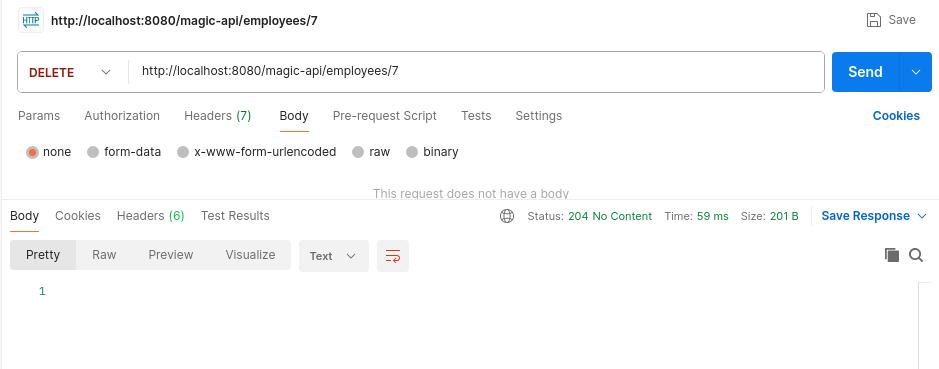 HTTP http://localhost:8080/magic-api/employees/7 Save
DELETE http://localhost:8080/magic-api/employees/7 Send
Params Authorization Headers (7) Body Pre-request Script Tests Settings Cookies
none form-data x-www-form-urlencoded raw binary
This request does not have a body
Body Cookies Headers (6) Test Results Status: 204 No Content Time: 59 ms Size: 201 B Save Response
Pretty Raw Preview Visualize Text
1